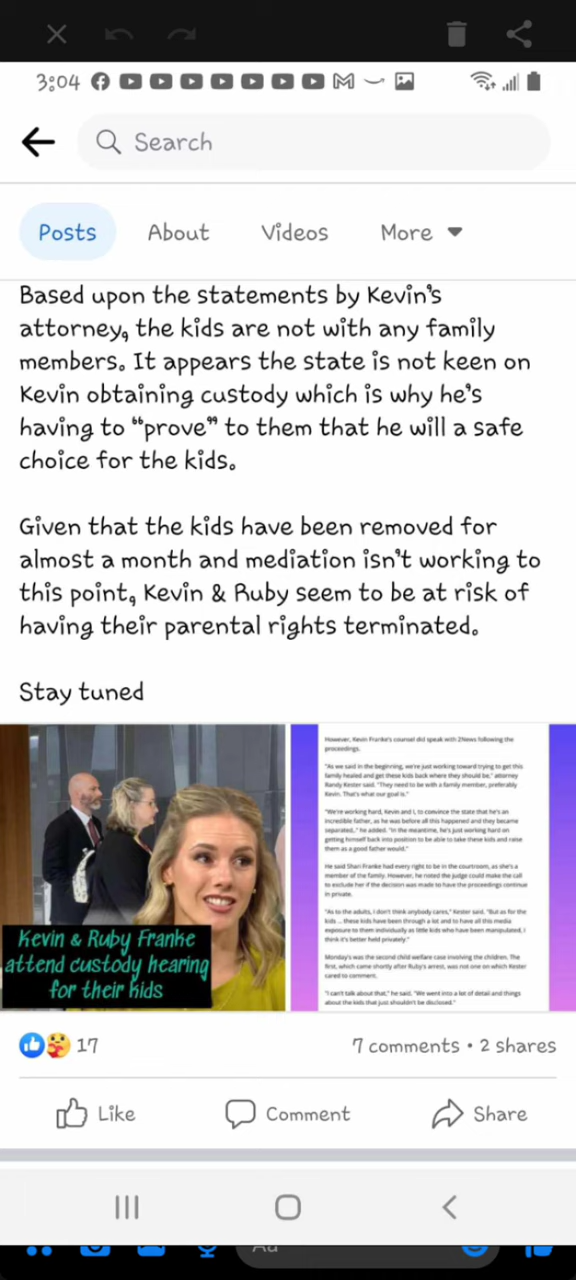 3:04
Search
Posts About Videos More
Based upon the statements by Kevin's
attorney, the kids are not with any family
members. It appears the state is not keen on
Kevin obtaining custody which is why he's
having to "prove" to them that he will a safe
choice for the kids.
Given that the kids have been removed for
almost a month and mediation isn't working to
this point, Kevin & Ruby seem to be at risk of
having their parental rights terminated.
Stay tuned
Kevin & Ruby Franke
attend custody hearing
for their kids
However, Kevin Franke's counsel did speak with 2News following the
proceedings.
"As we said in the beginning, we're just working toward trying to get this
family healed and get these kids back where they should be," attorney
Randy Kester said. "They need to be with a family member, preferably
Kevin. That's what our goal is."
"We're working hard, Kevin and I, to convince the state that he's an
incredible father, as he was before all this happened and they became
separated," he added. "In the meantime, he's just working hard on
getting himself back into position to be able to take these kids and raise
them as a good father would."
He said Shari Franke had every right to be in the courtroom, as she's a
member of the family. However, he noted the judge could make the call
to exclude her if the decision was made to have the proceedings continue
in private.
"As to the adults, I don't think anybody cares," Kester said. "But as for the
kids ... these kids have been through a lot and to have all this media
exposure to them individually as little kids who have been manipulated, I
think it's better held privately."
Monday's was the second child welfare case involving the children. The
first, which came shortly after Ruby's arrest, was not one on which Kester
cared to comment.
"I can't talk about that," he said. "We went into a lot of detail and things
about the kids that just shouldn't be disclosed."
17 7 comments • 2 shares
Like Comment Share
Aa